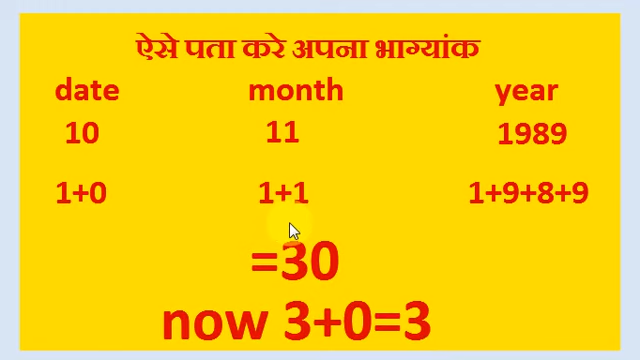 ऐसे पता करे अपना भाग्यांक
date month year
10 11 1989
1+0 1+1 1+9+8+9
=30
now 3+0=3